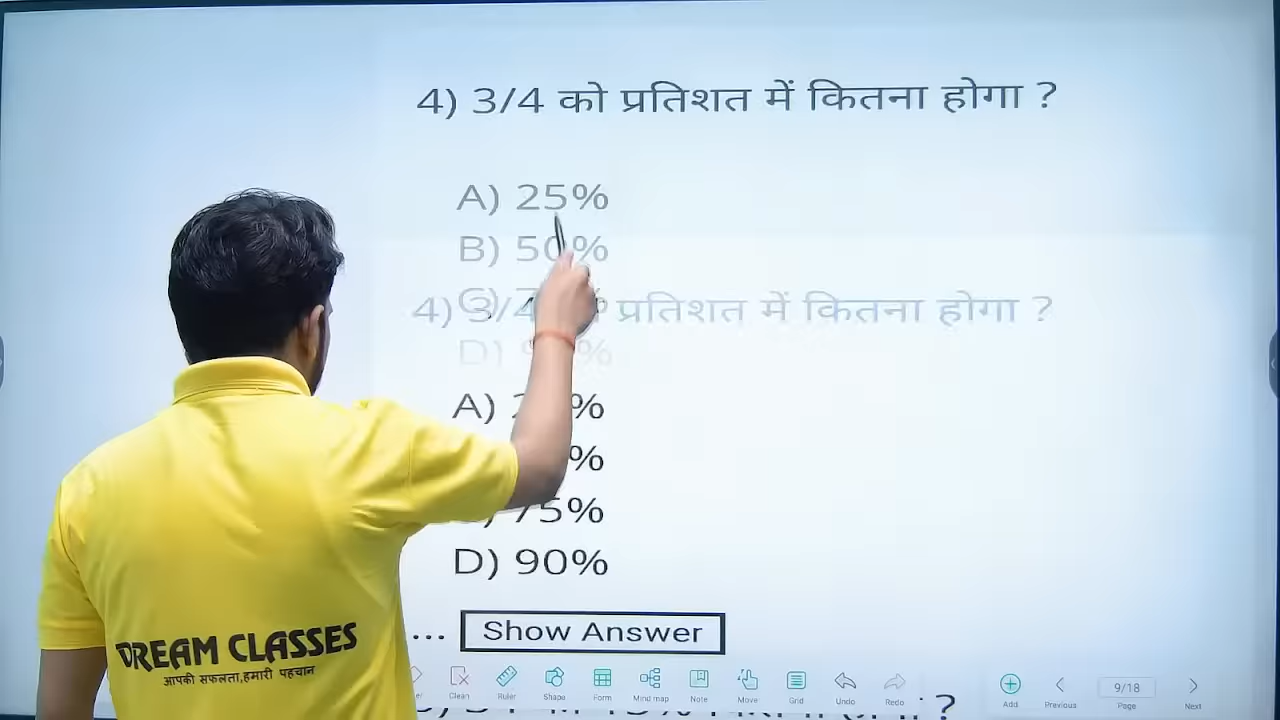 4) 3/4 को प्रतिशत में कितना होगा ?
A) 25%
B) 50%
4) 3/4 प्रतिशत में कितना होगा ?
D) %
A) %
%
75%
D) 90%
... Show Answer
DREAM CLASSES
आपकी सफलता,हमारी पहचान
Clean Ruler Shape Form Mind map Note Move Grid Undo Redo Add Previous 9/18 Page Next